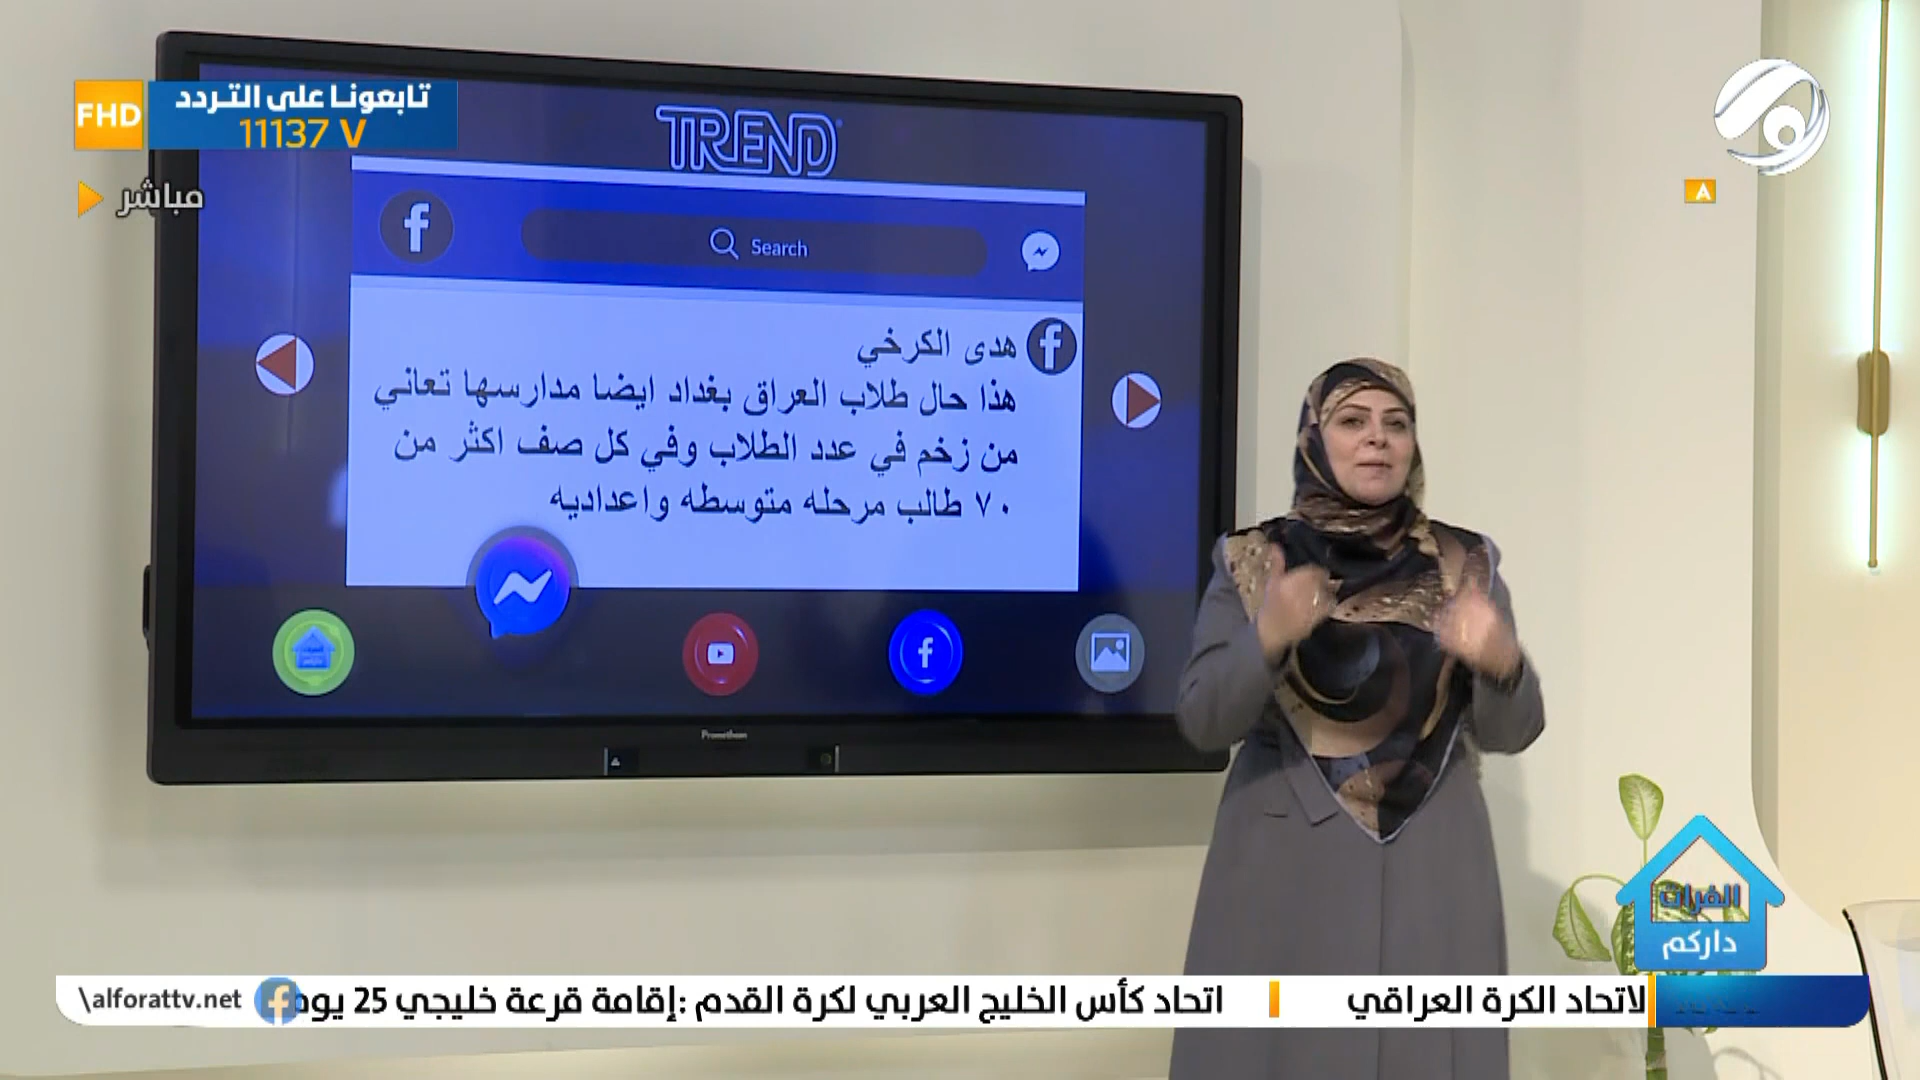 FHD
تابعونا على التردد
11137 V
مباشر
A
TREND
Search
هدى الكرخي
هذا حال طلاب العراق بغداد ايضا مدارسها تعاني
من زخم في عدد الطلاب وفي كل صف اكثر من
٧٠ طالب مرحله متوسطه واعداديه
Promethean
الفرات
داركم
لاتحاد الكرة العراقي
اتحاد كأس الخليج العربي لكرة القدم :إقامة قرعة خليجي 25 يوم
\alforattv.net